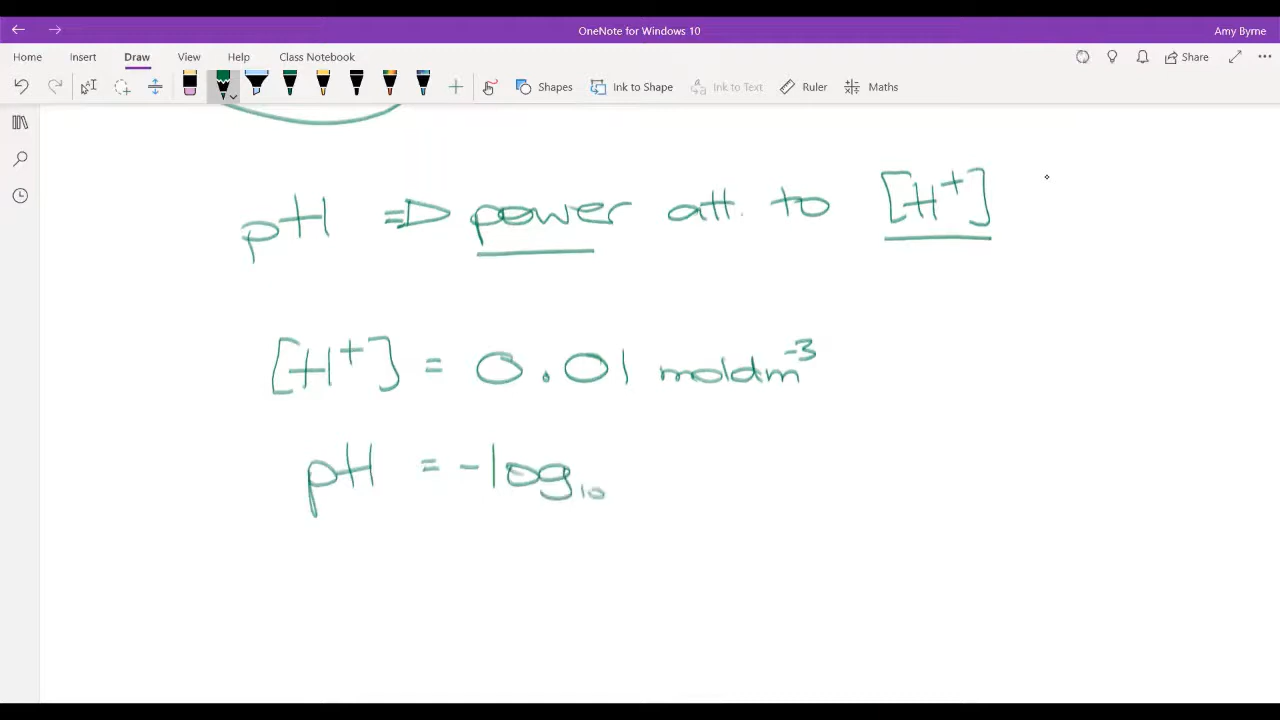 OneNote for Windows 10
Amy Byrne
Home Insert Draw View Help Class Notebook Share
Shapes Ink to Shape Ink to Text Ruler Maths
pH ⇒ power att. to [H⁺]
[H⁺] = 0.01 moldm⁻³
pH = -log₁₀